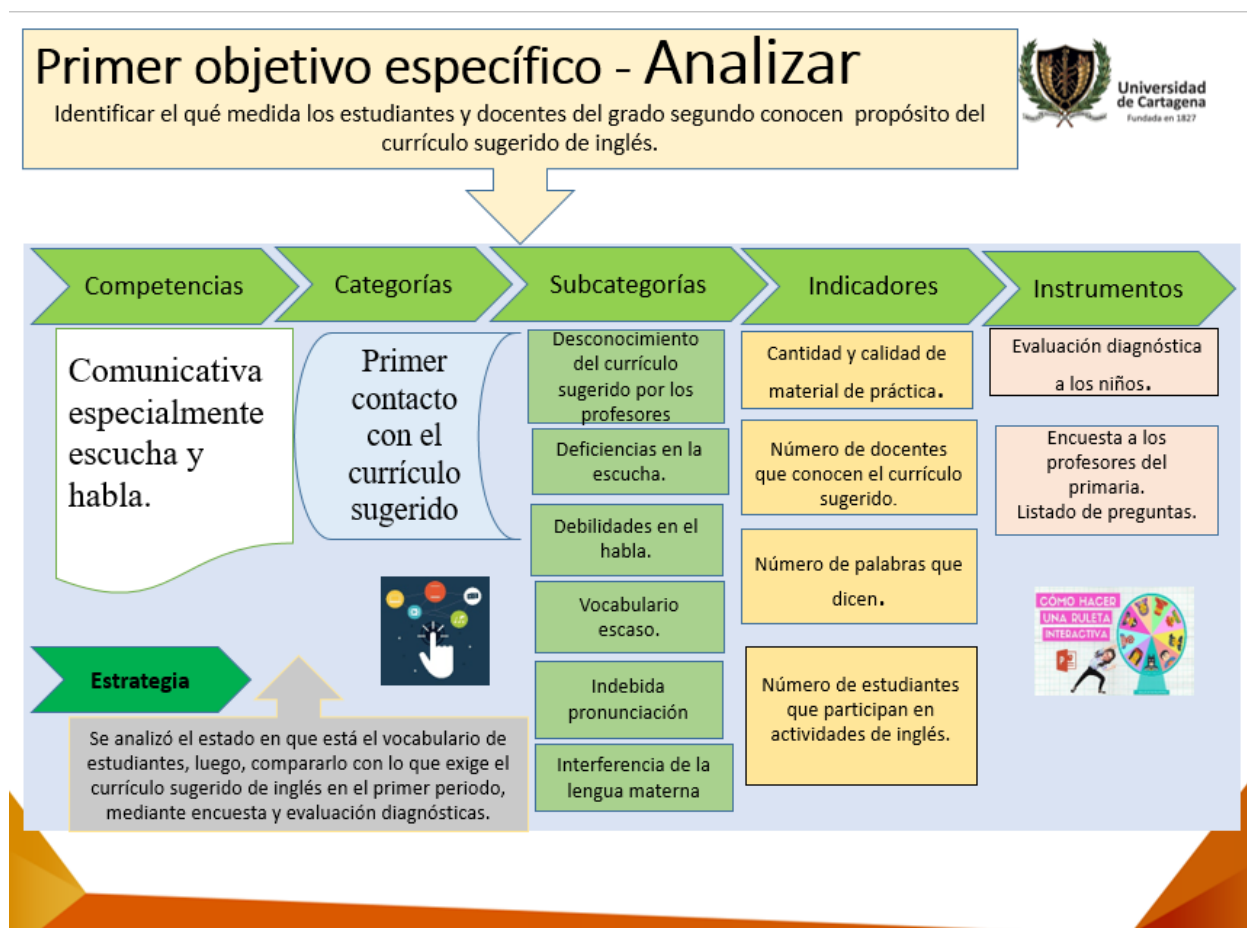 Primer objetivo específico - Analizar
Identificar el qué medida los estudiantes y docentes del grado segundo conocen propósito del
currículo sugerido de inglés.
Universidad
de Cartagena
Fundada en 1827
Competencias
Categorías
Subcategorías
Indicadores
Instrumentos
Comunicativa
especialmente
escucha y
habla.
Primer
contacto
con el
currículo
sugerido
Desconocimiento
del currículo
sugerido por los
profesores
Deficiencias en la
escucha.
Debilidades en el
habla.
Vocabulario
escaso.
Indebida
pronunciación
Interferencia de la
lengua materna
Cantidad y calidad de
material de práctica.
Número de docentes
que conocen el currículo
sugerido.
Número de palabras que
dicen.
Número de estudiantes
que participan en
actividades de inglés.
Evaluación diagnóstica
a los niños.
Encuesta a los
profesores del
primaria.
Listado de preguntas.
CÓMO HACER
UNA RULETA
INTERACTIVA
P
Estrategia
Se analizó el estado en que está el vocabulario de
estudiantes, luego, compararlo con lo que exige el
currículo sugerido de inglés en el primer periodo,
mediante encuesta y evaluación diagnósticas.